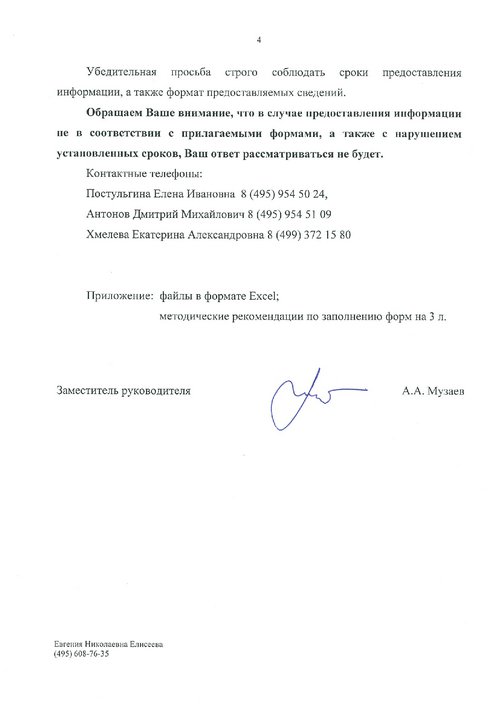 4
Убедительная просьба строго соблюдать сроки предоставления
информации, а также формат предоставляемых сведений.
Обращаем Ваше внимание, что в случае предоставления информации
не в соответствии с прилагаемыми формами, а также с нарушением
установленных сроков, Ваш ответ рассматриваться не будет.
Контактные телефоны:
Постульгина Елена Ивановна 8 (495) 954 50 24,
Антонов Дмитрий Михайлович 8 (495) 954 51 09
Хмелева Екатерина Александровна 8 (499) 372 15 80
Приложение: файлы в формате Excel;
методические рекомендации по заполнению форм на 3 л.
Заместитель руководителя А.А. Музаев
Евгения Николаевна Елисеева
(495) 608-76-35